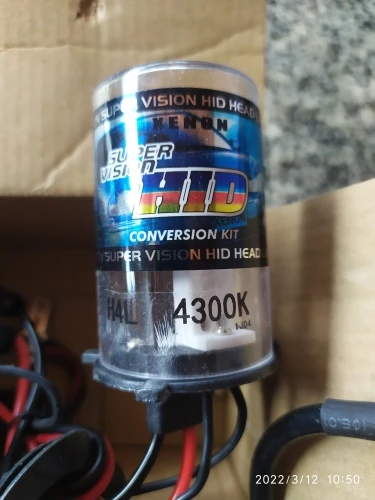 SUPER VISION HID HEAD
XENON
SUPER
VISION
HID
CONVERSION KIT
SUPER VISION HID HEAD
H4L 4300K
2022/3/12 10:50